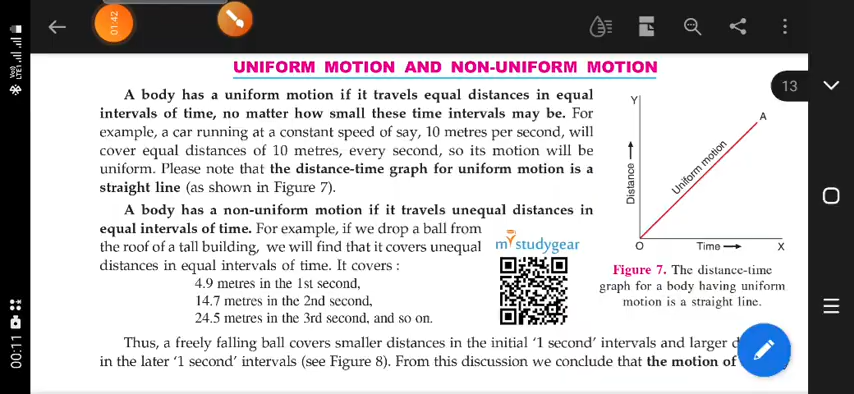 01:42
Vo)
LTE1
00:11
13
UNIFORM MOTION AND NON-UNIFORM MOTION
A body has a uniform motion if it travels equal distances in equal
intervals of time, no matter how small these time intervals may be. For
example, a car running at a constant speed of say, 10 metres per second, will
cover equal distances of 10 metres, every second, so its motion will be
uniform. Please note that the distance-time graph for uniform motion is a
straight line (as shown in Figure 7).
A body has a non-uniform motion if it travels unequal distances in
equal intervals of time. For example, if we drop a ball from
the roof of a tall building, we will find that it covers unequal
distances in equal intervals of time. It covers :
4.9 metres in the 1st second,
14.7 metres in the 2nd second,
24.5 metres in the 3rd second, and so on.
mystudygear
Y
A
Uniform motion
Distance
O
Time
X
Figure 7. The distance-time
graph for a body having uniform
motion is a straight line.
Thus, a freely falling ball covers smaller distances in the initial '1 second' intervals and larger
in the later '1 second' intervals (see Figure 8). From this discussion we conclude that the motion of